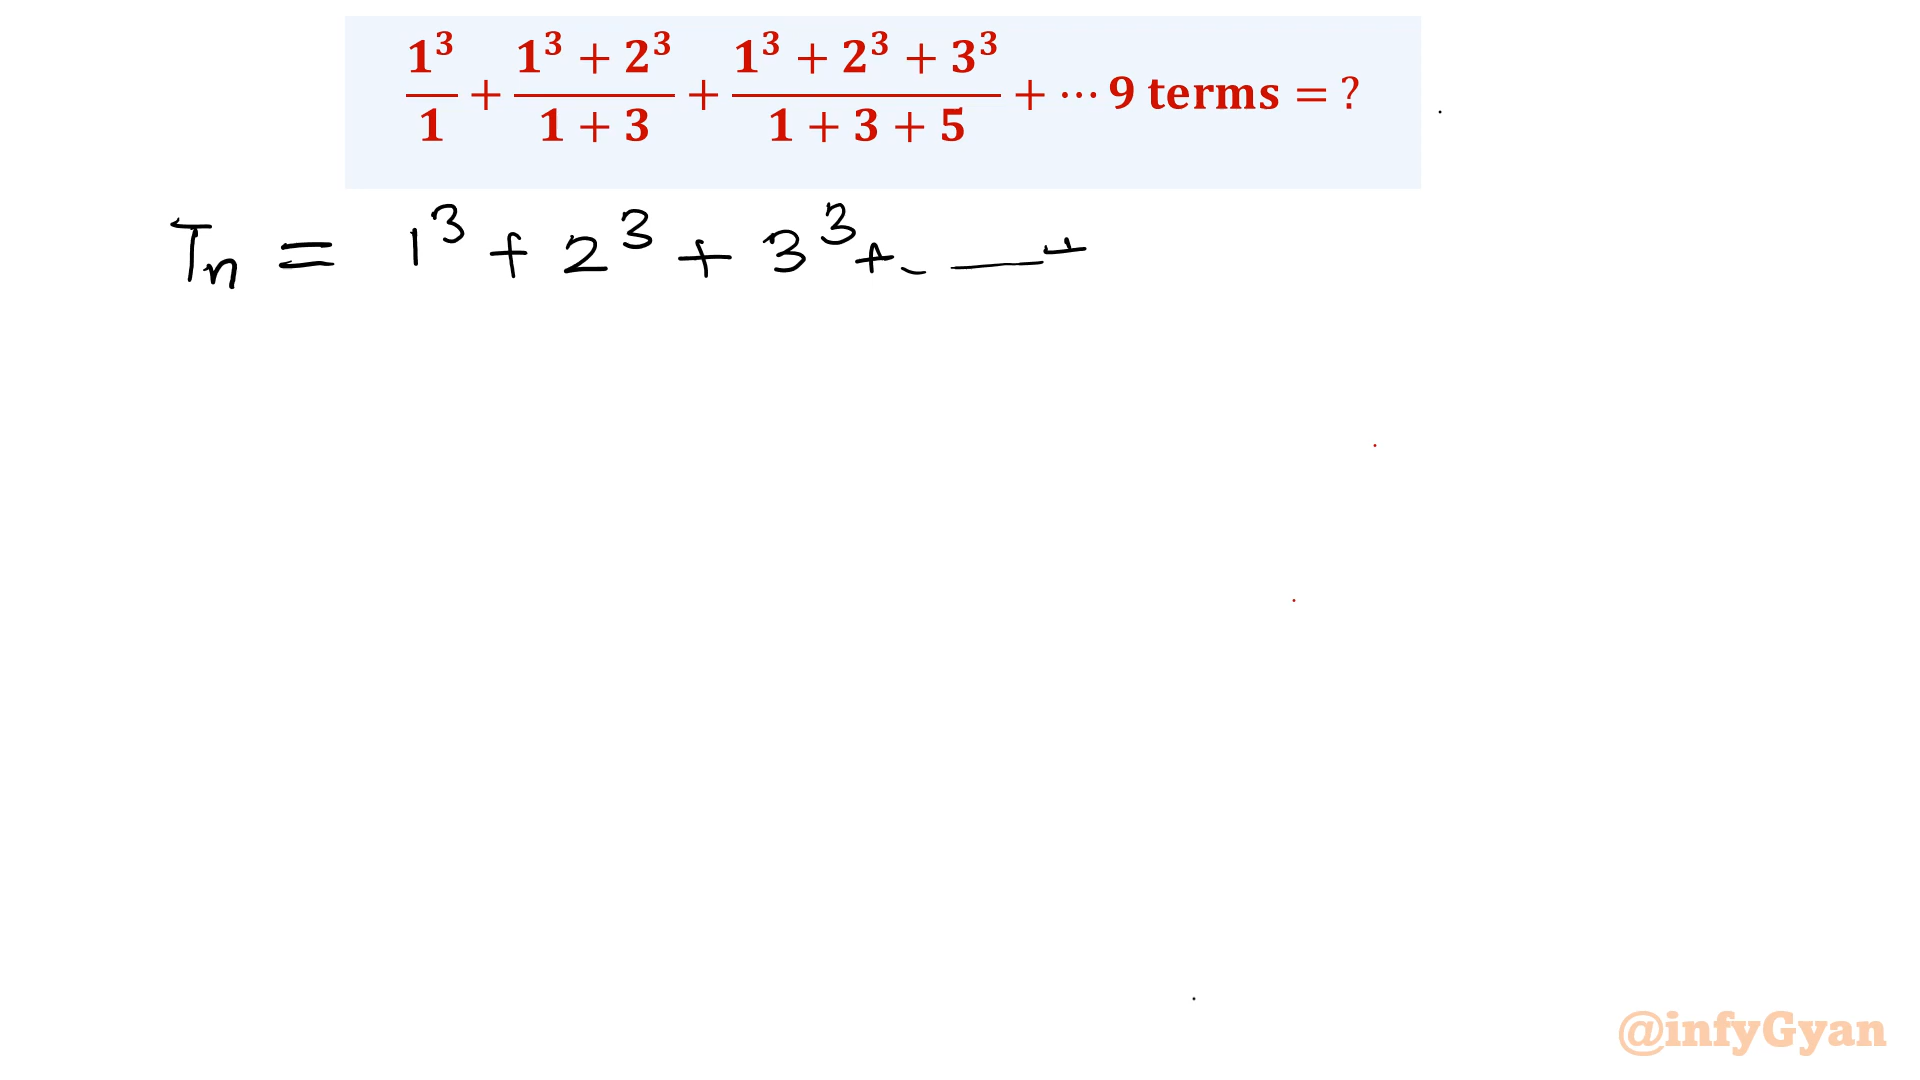 1³/1 + (1³ + 2³)/(1 + 3) + (1³ + 2³ + 3³)/(1 + 3 + 5) + ⋯ 9 terms = ?
Tₙ = 1³ + 2³ + 3³ + - — +
@infyGyan